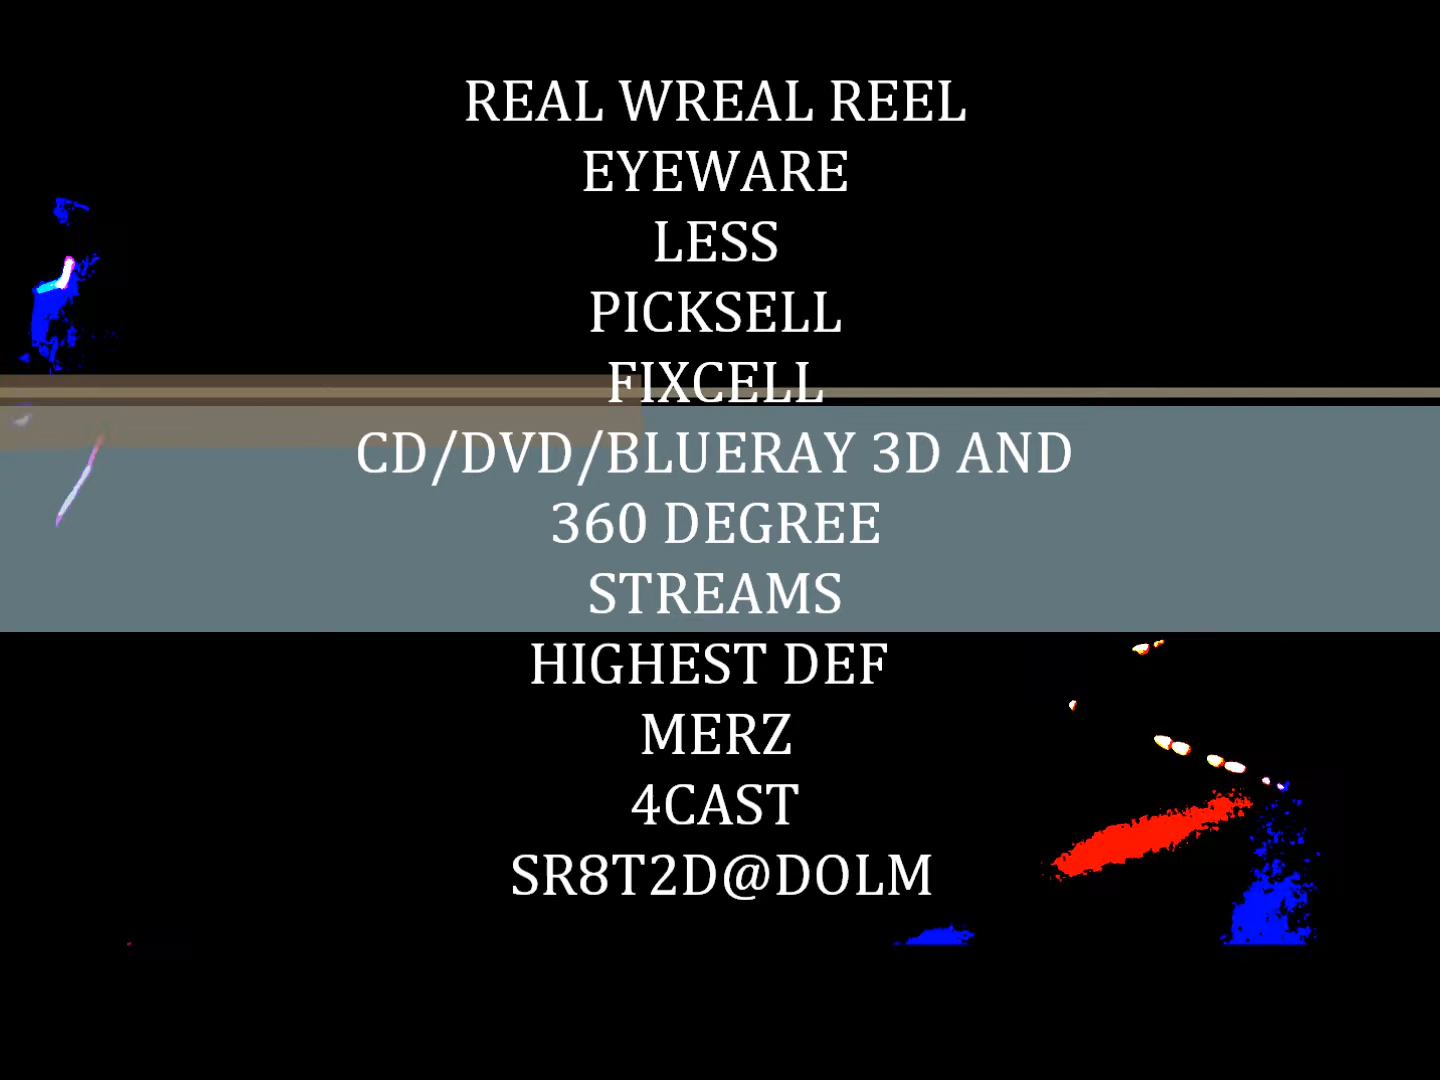 REAL WREAL REEL
EYEWARE
LESS
PICKSELL
FIXCELL
CD/DVD/BLUERAY 3D AND
360 DEGREE
STREAMS
HIGHEST DEF
MERZ
4CAST
SR8T2D@DOLM